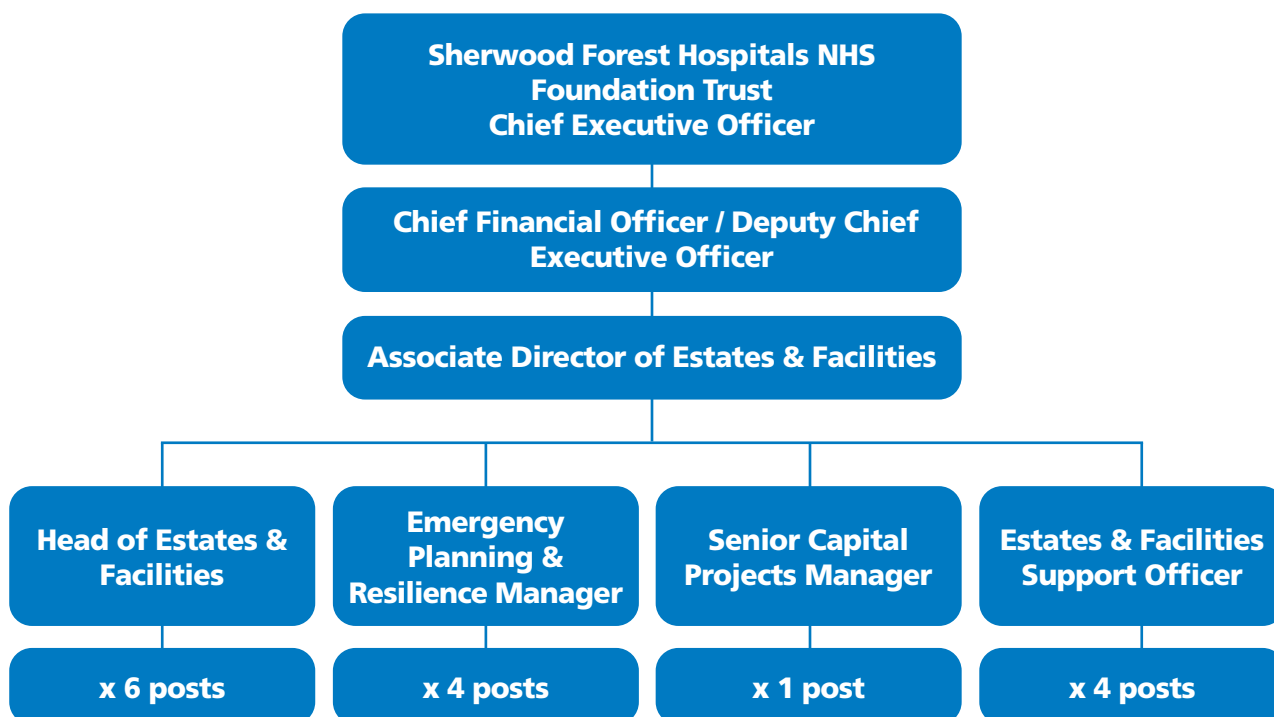 Sherwood Forest Hospitals NHS
Foundation Trust
Chief Executive Officer
Chief Financial Officer / Deputy Chief
Executive Officer
Associate Director of Estates & Facilities
Head of Estates &
Facilities
Emergency
Planning &
Resilience Manager
Senior Capital
Projects Manager
Estates & Facilities
Support Officer
x 6 posts
x 4 posts
x 1 post
x 4 posts